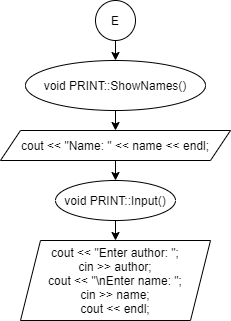 E
void PRINT::ShowNames()
cout << "Name: " << name << endl;
void PRINT::Input()
cout << "Enter author: ";
cin >> author;
cout << "\nEnter name: ";
cin >> name;
cout << endl;